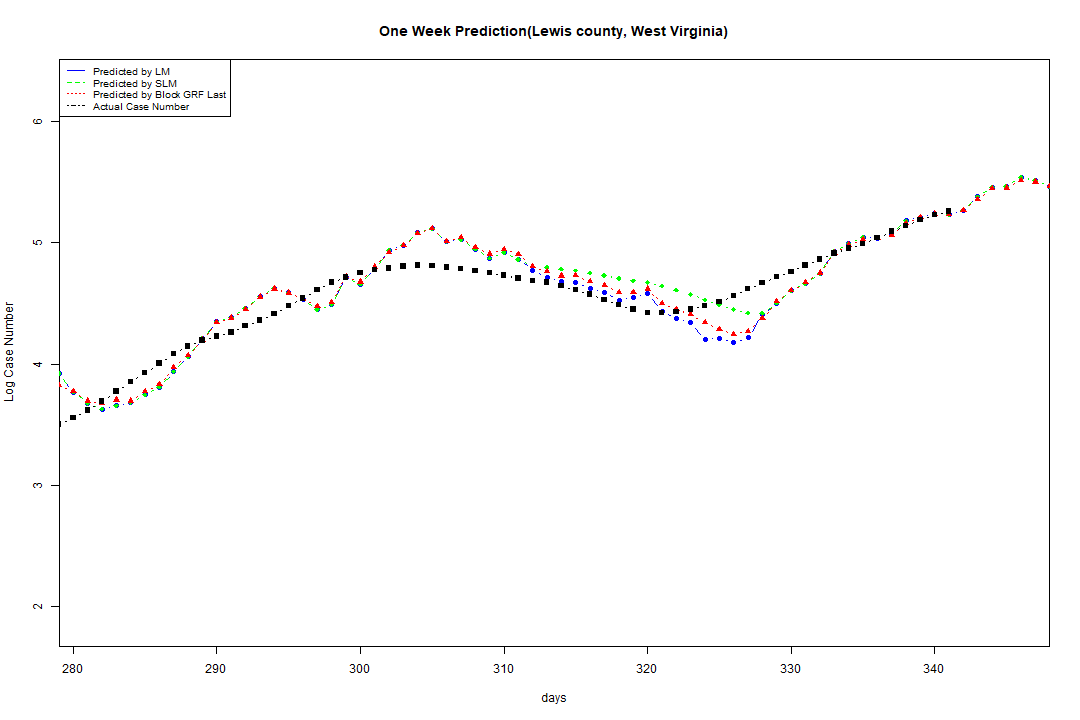 One Week Prediction(Lewis county, West Virginia)
Predicted by LM
Predicted by SLM
Predicted by Block GRF Last
Actual Case Number
6
5
4
3
2
Log Case Number
280 290 300 310 320 330 340
days